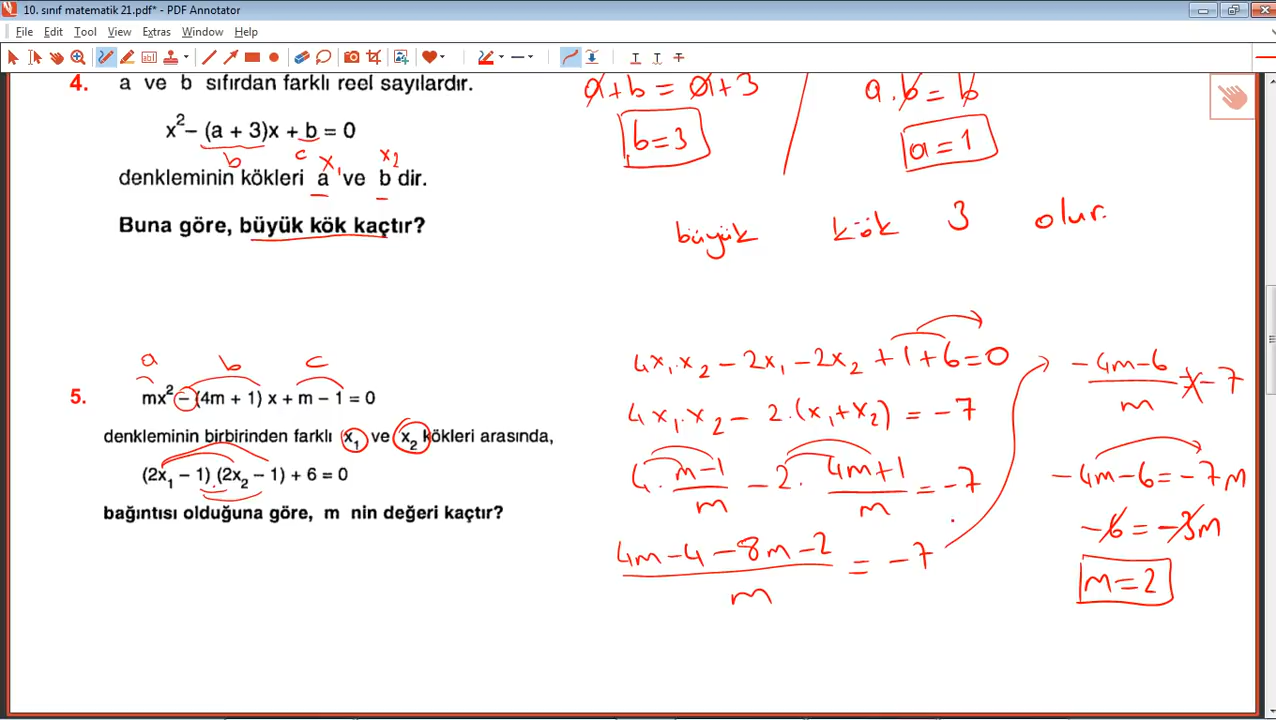 10. sınıf matematik 21.pdf* - PDF Annotator
File Edit Tool View Extras Window Help
4. a ve b sıfırdan farklı reel sayılardır.
x² – (a + 3)x + b = 0
b c x₁ x₂
denkleminin kökleri a ve b dir.
Buna göre, büyük kök kaçtır?
a+b = a+3
b=3
a.b = b
a=1
büyük kök 3 olur.
a b c
5. mx² – (4m + 1) x + m – 1 = 0
denkleminin birbirinden farklı x₁ ve x₂ kökleri arasında,
(2x₁ – 1) (2x₂ – 1) + 6 = 0
bağıntısı olduğuna göre, m nin değeri kaçtır?
4x₁.x₂ – 2x₁ – 2x₂ + 1 + 6 = 0
4x₁.x₂ – 2.(x₁+x₂) = –7
4. m–1/m – 2. 4m+1/m = –7
4m–4–8m–2/m = –7
–4m–6/m = –7
–4m–6 = –7m
–6 = –3m
m=2